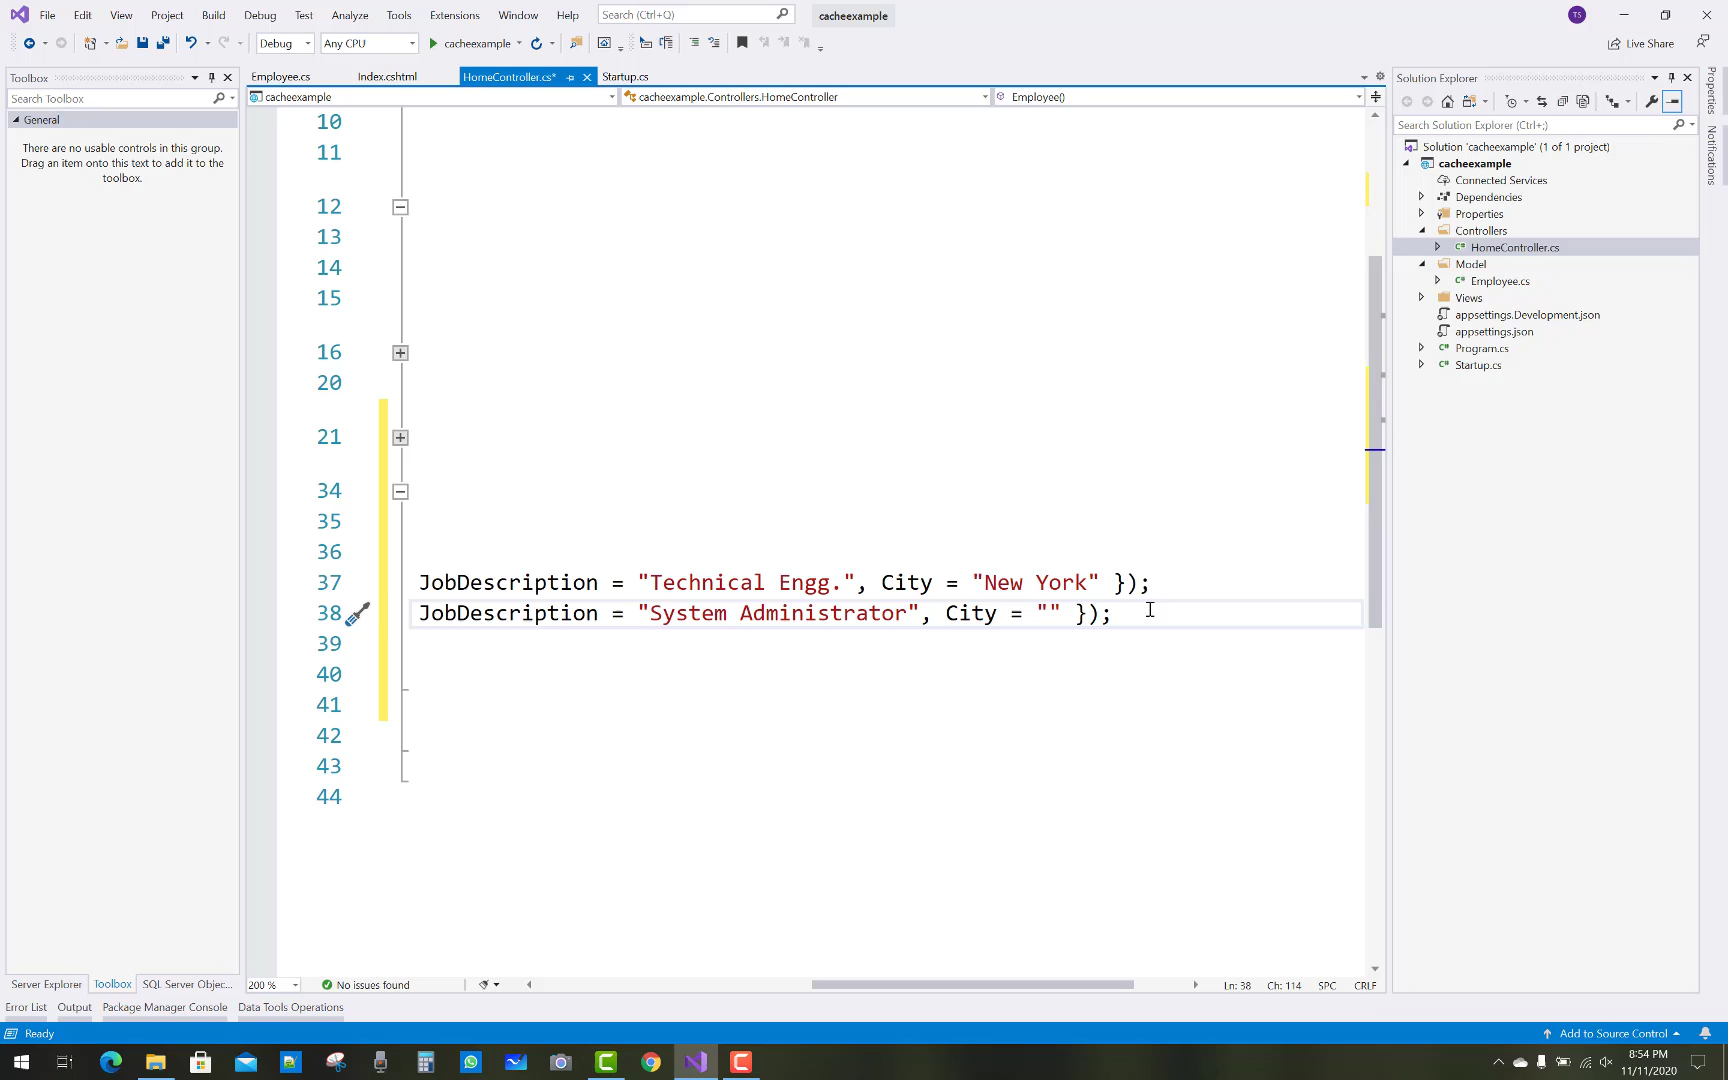 File Edit View Project Build Debug Test Analyze Tools Extensions Window Help Search (Ctrl+Q) cacheexample TS
Debug Any CPU cacheexample Live Share
Toolbox
Search Toolbox
General
There are no usable controls in this group.
Drag an item onto this text to add it to the
toolbox.
Employee.cs Index.cshtml HomeController.cs* Startup.cs
cacheexample cacheexample.Controllers.HomeController Employee()
10
11
12
13
14
15
16
20
21
34
35
36
37 JobDescription = "Technical Engg.", City = "New York" });
38 JobDescription = "System Administrator", City = "" });
39
40
41
42
43
44
200 % No issues found Ln: 38 Ch: 114 SPC CRLF
Solution Explorer
Search Solution Explorer (Ctrl+;)
Solution 'cacheexample' (1 of 1 project)
cacheexample
Connected Services
Dependencies
Properties
Controllers
HomeController.cs
Model
Employee.cs
Views
appsettings.Development.json
appsettings.json
Program.cs
Startup.cs
Properties
Notifications
Server Explorer Toolbox SQL Server Objec...
Error List Output Package Manager Console Data Tools Operations
Ready Add to Source Control
8:54 PM
11/11/2020